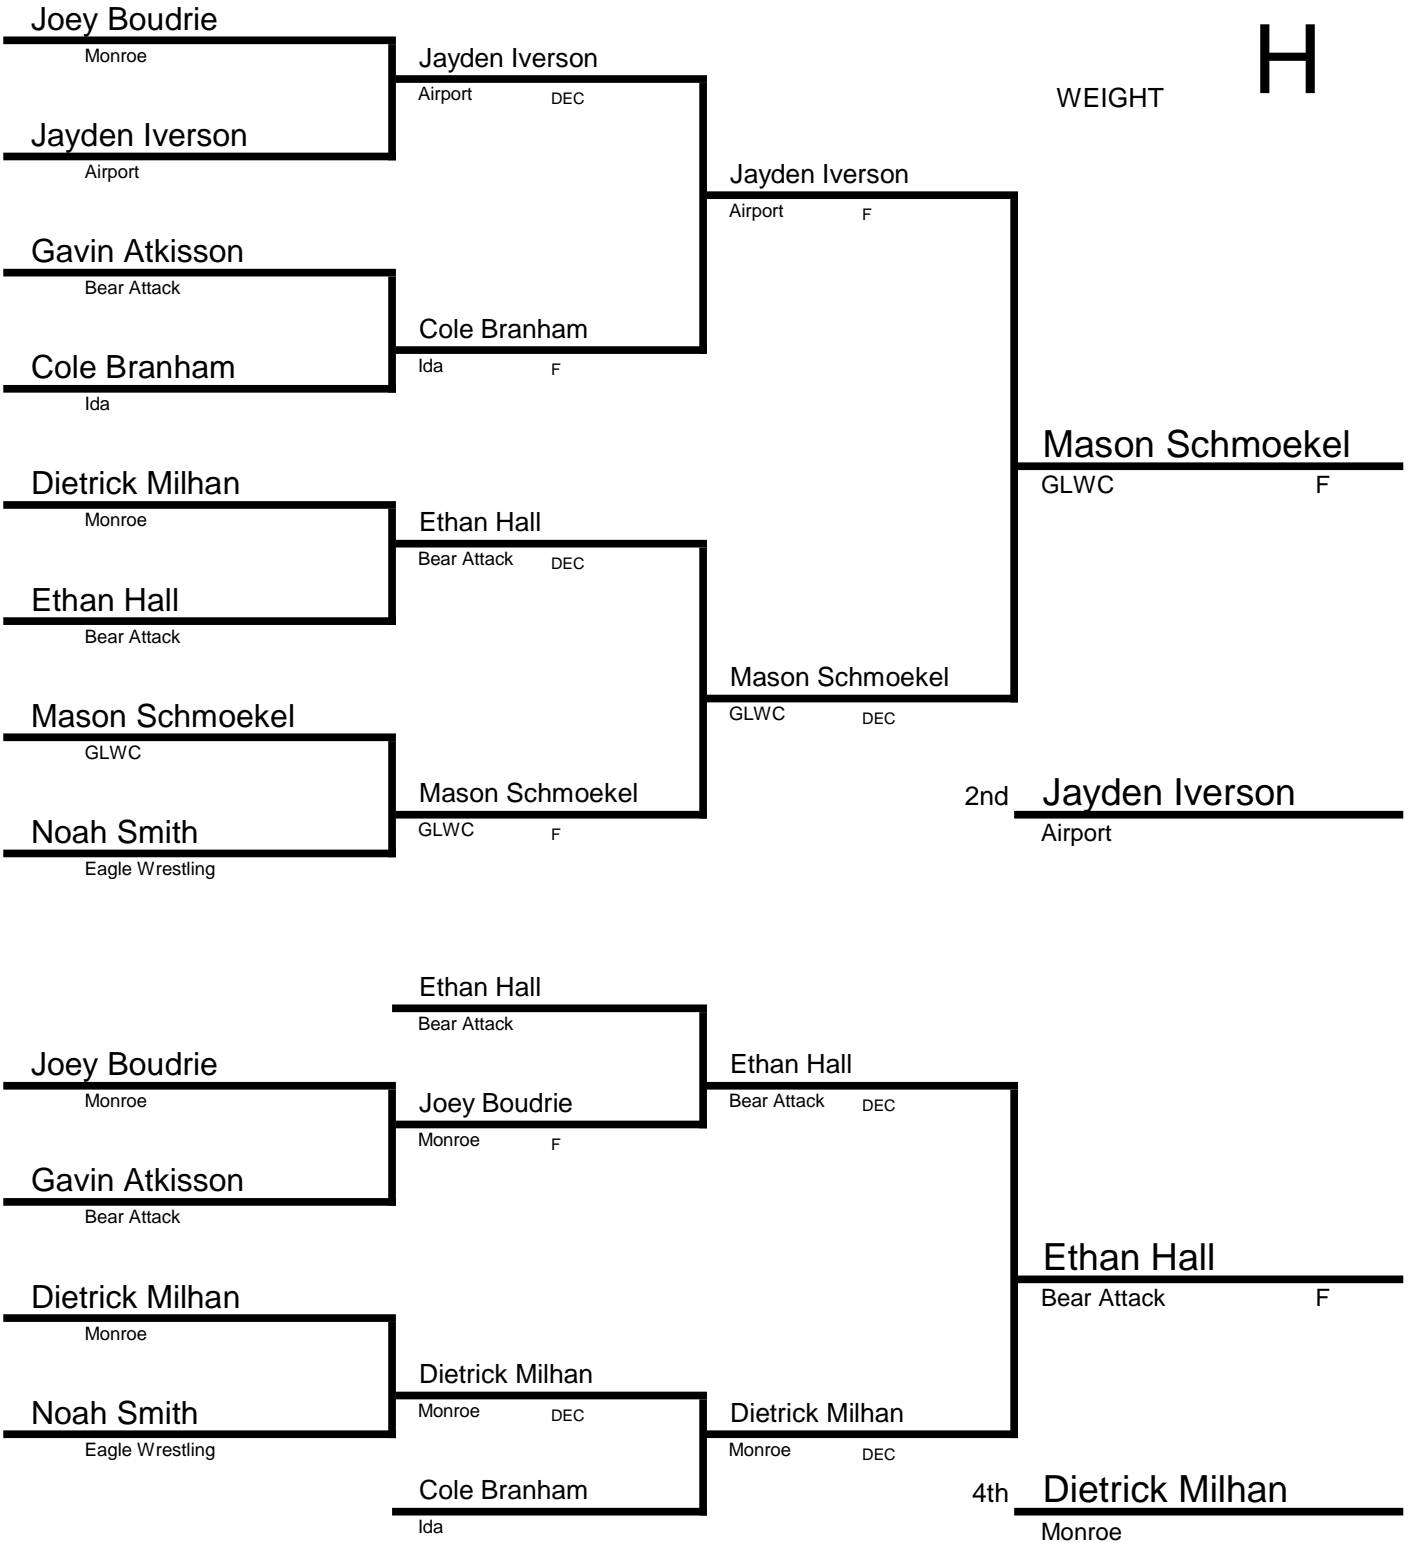 Joey Boudrie
Monroe
Jayden Iverson
Airport DEC
H
WEIGHT
Jayden Iverson
Airport
Jayden Iverson
Airport F
Gavin Atkisson
Bear Attack
Cole Branham
Ida F
Cole Branham
Ida
Mason Schmoekel
GLWC F
Dietrick Milhan
Monroe
Ethan Hall
Bear Attack DEC
Ethan Hall
Bear Attack
Mason Schmoekel
GLWC DEC
Mason Schmoekel
GLWC
Mason Schmoekel
GLWC F
2nd Jayden Iverson
Airport
Noah Smith
Eagle Wrestling
Ethan Hall
Bear Attack
Joey Boudrie
Monroe
Ethan Hall
Bear Attack DEC
Joey Boudrie
Monroe F
Gavin Atkisson
Bear Attack
Ethan Hall
Bear Attack F
Dietrick Milhan
Monroe
Dietrick Milhan
Monroe DEC
Noah Smith
Eagle Wrestling
Dietrick Milhan
Monroe DEC
Cole Branham
Ida
4th Dietrick Milhan
Monroe